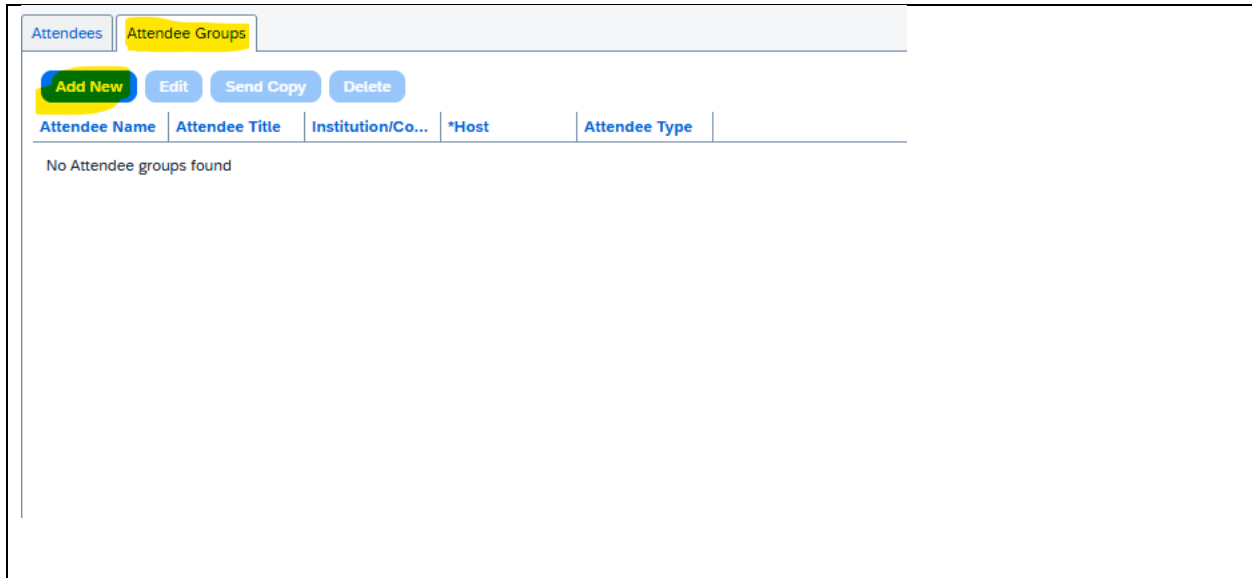 Attendees Attendee Groups
Add New Edit Send Copy Delete
Attendee Name Attendee Title Institution/Co... *Host Attendee Type
No Attendee groups found